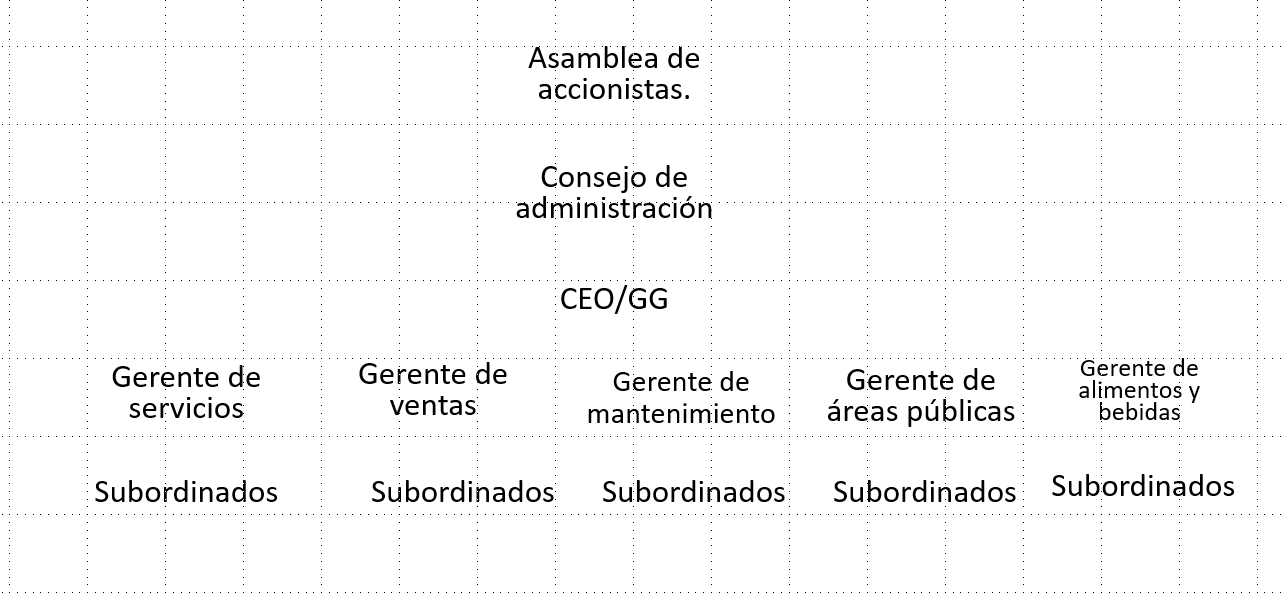 Asamblea de
accionistas.
Consejo de
administración
CEO/GG
Gerente de
servicios
Gerente de
ventas
Gerente de
mantenimiento
Gerente de
áreas públicas
Gerente de
alimentos y
bebidas
Subordinados
Subordinados
Subordinados
Subordinados
Subordinados